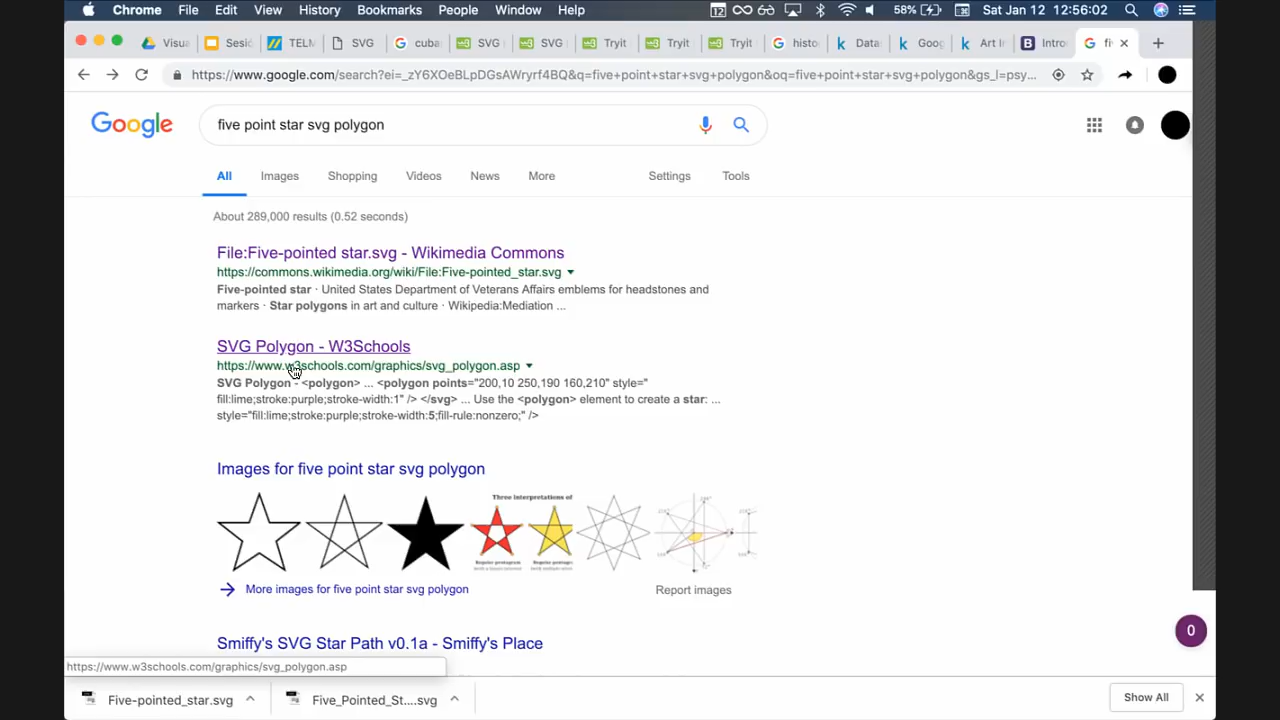 Chrome File Edit View History Bookmarks People Window Help 12 58% Sat Jan 12 12:56:02
Visua Sesió TELM SVG cuba SVG SVG Tryit Tryit Tryit histo Data Goog Art In Intro fiv
https://www.google.com/search?ei=_zY6XOeBLpDGsAWryrf4BQ&q=five+point+star+svg+polygon&oq=five+point+star+svg+polygon&gs_l=psy...
Google five point star svg polygon
All Images Shopping Videos News More Settings Tools
About 289,000 results (0.52 seconds)
File:Five-pointed star.svg - Wikimedia Commons
https://commons.wikimedia.org/wiki/File:Five-pointed_star.svg
Five-pointed star · United States Department of Veterans Affairs emblems for headstones and
markers · Star polygons in art and culture · Wikipedia:Mediation ...
SVG Polygon - W3Schools
https://www.w3schools.com/graphics/svg_polygon.asp
SVG Polygon - <polygon> ... <polygon points="200,10 250,190 160,210" style="
fill:lime;stroke:purple;stroke-width:1" /> </svg> ... Use the <polygon> element to create a star: ...
style="fill:lime;stroke:purple;stroke-width:5;fill-rule:nonzero;" />
Images for five point star svg polygon
Three interpretations of
More images for five point star svg polygon Report images
0
Smiffy's SVG Star Path v0.1a - Smiffy's Place
https://www.w3schools.com/graphics/svg_polygon.asp
Five-pointed_star.svg Five_Pointed_St....svg Show All